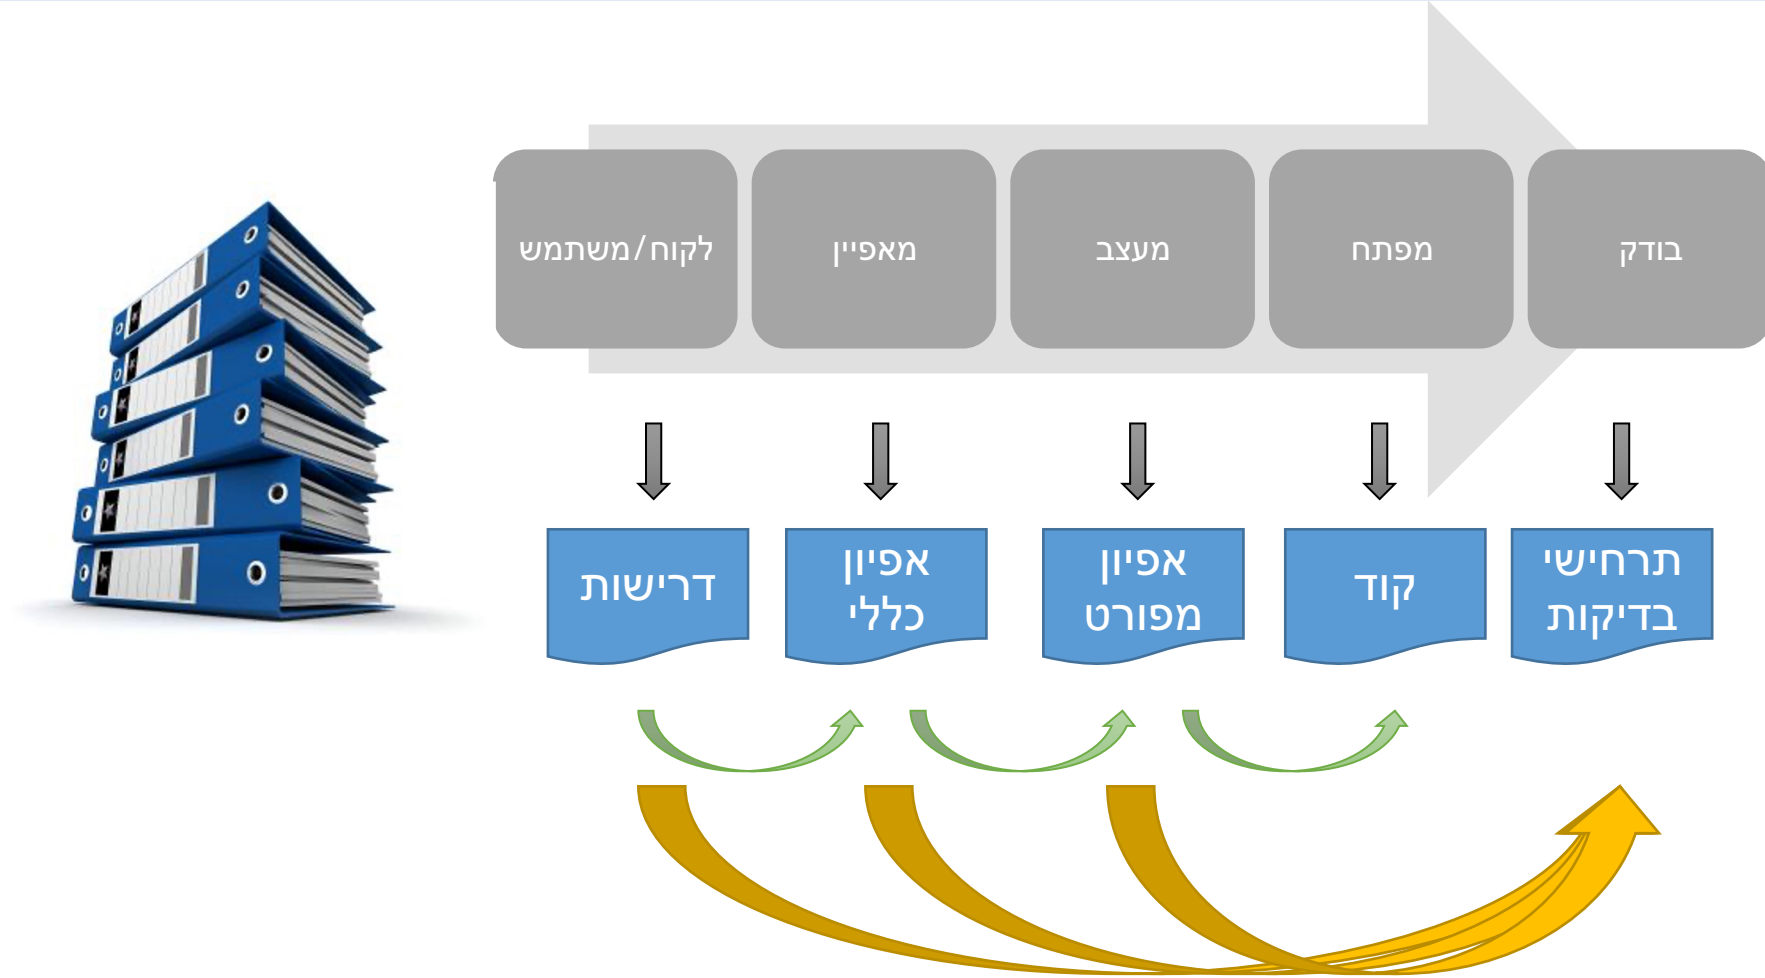 לקוח/משתמש
מאפיין
מעצב
מפתח
בודק
דרישות
אפיון
כללי
אפיון
מפורט
קוד
תרחישי
בדיקות